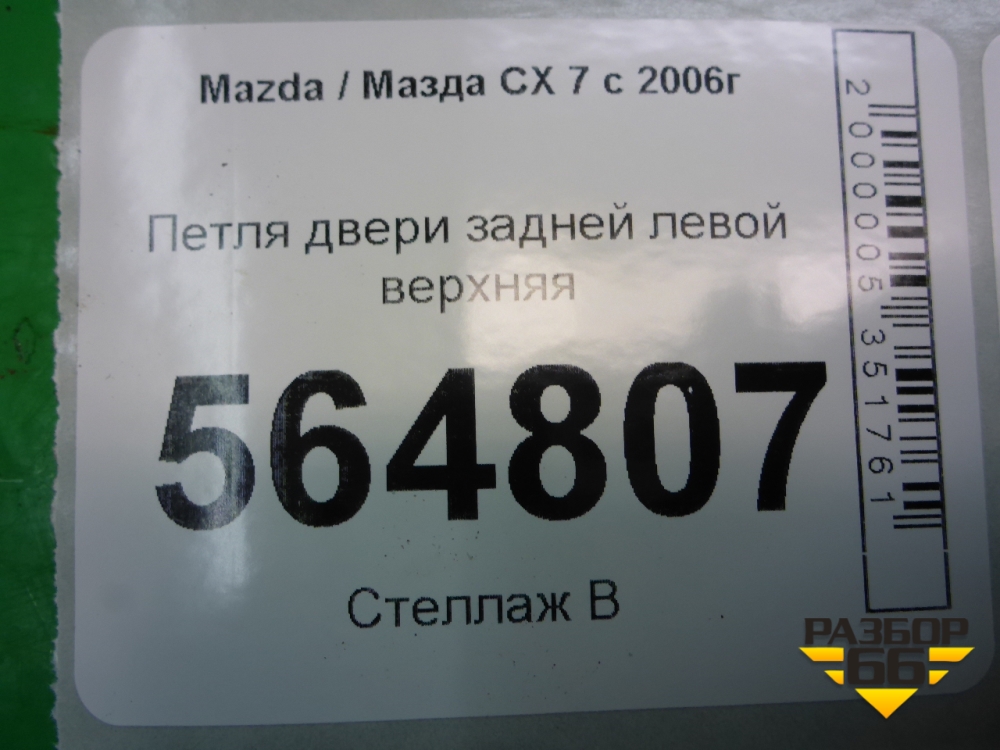 Mazda / Мазда CX 7 с 2006г
Петля двери задней левой
верхняя
564807
Стеллаж В
2000005351761
РАЗБОР
66